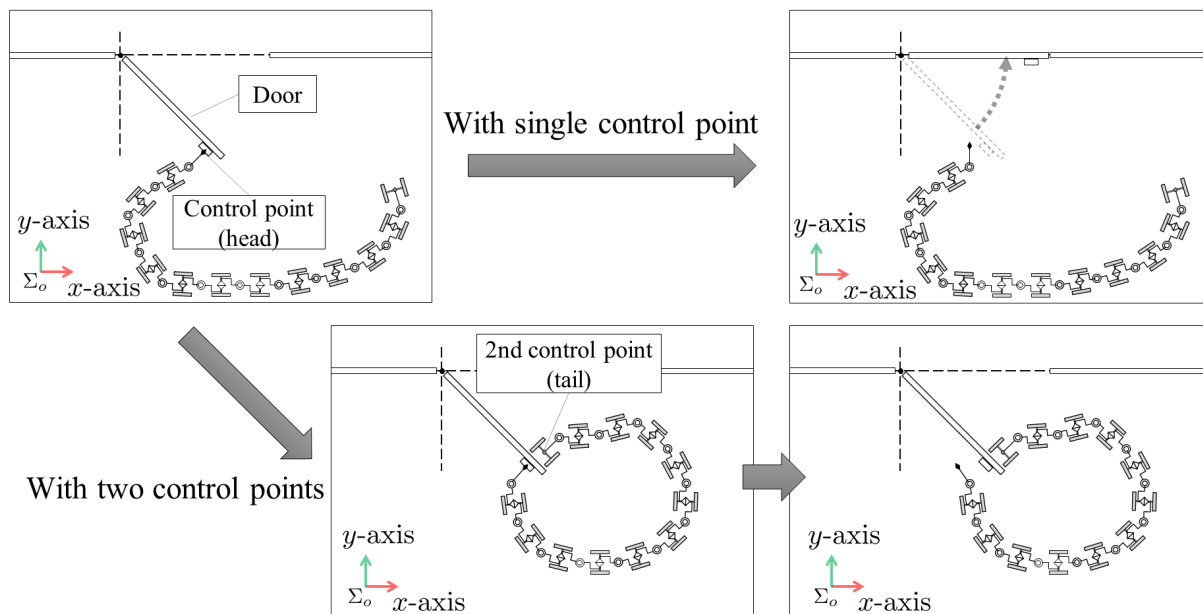 Door
Control point
(head)
y-axis
Σo
x-axis
With single control point
y-axis
Σo
x-axis
With two control points
2nd control point
(tail)
y-axis
Σo
x-axis
y-axis
Σo
x-axis